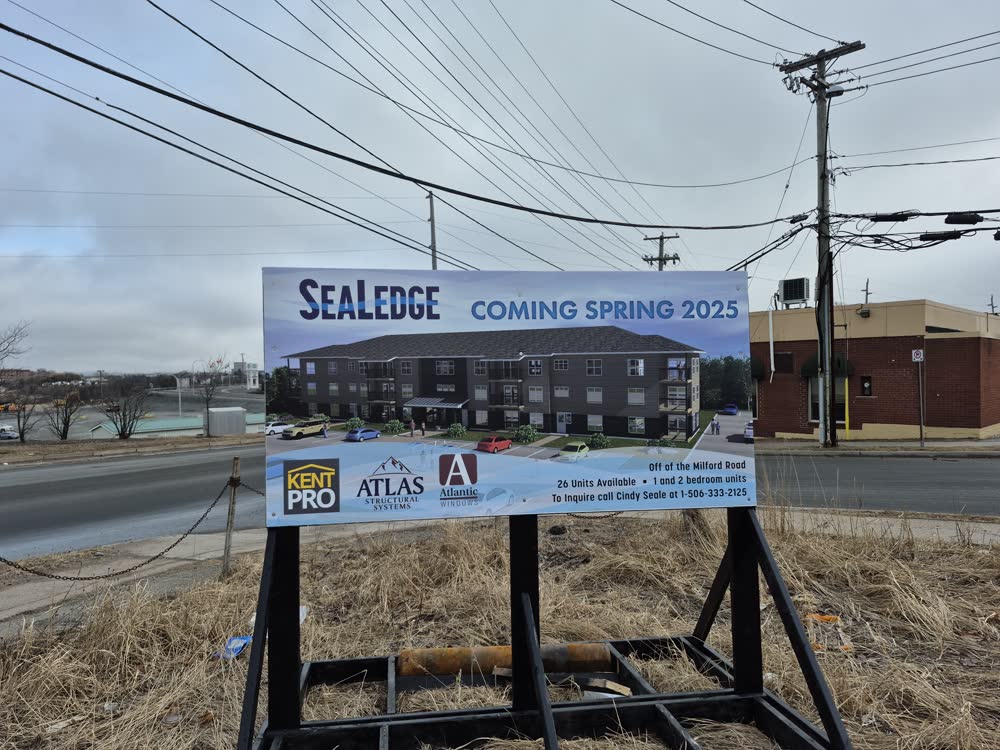 SEALEDGE
COMING SPRING 2025
KENT
PRO
ATLAS
STRUCTURAL
SYSTEMS
A
Atlantic
WINDOWS
Off of the Milford Road
26 Units Available • 1 and 2 bedroom units
To Inquire call Cindy Seale at 1-506-333-2125